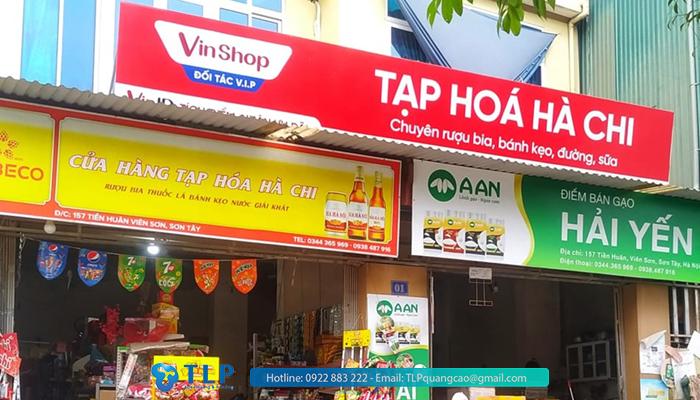 VinShop
ĐỐI TÁC V.I.P
TẠP HOÁ HÀ CHI
Chuyên rượu bia, bánh kẹo, đường, sữa
BECO
CỬA HÀNG TẠP HÓA HÀ CHI
RƯỢU BIA THUỐC LÁ BÁNH KẸO NƯỚC GIẢI KHÁT
Đ/C: 157 TIỀN HUÂN VIÊN SƠN, SƠN TÂY
TEL: 0344 365 969 - 0938 487 916
A AN
ĐIỂM BÁN GẠO
HẢI YẾN
Địa chỉ: 157 Tiền Huân, Viên Sơn, Sơn Tây, Hà Nội
Điện thoại: 0344.365.969 - 0938.487.916
01
A AN
TLP
Hotline: 0922 883 222 - Email: TLPquangcao@gmail.com